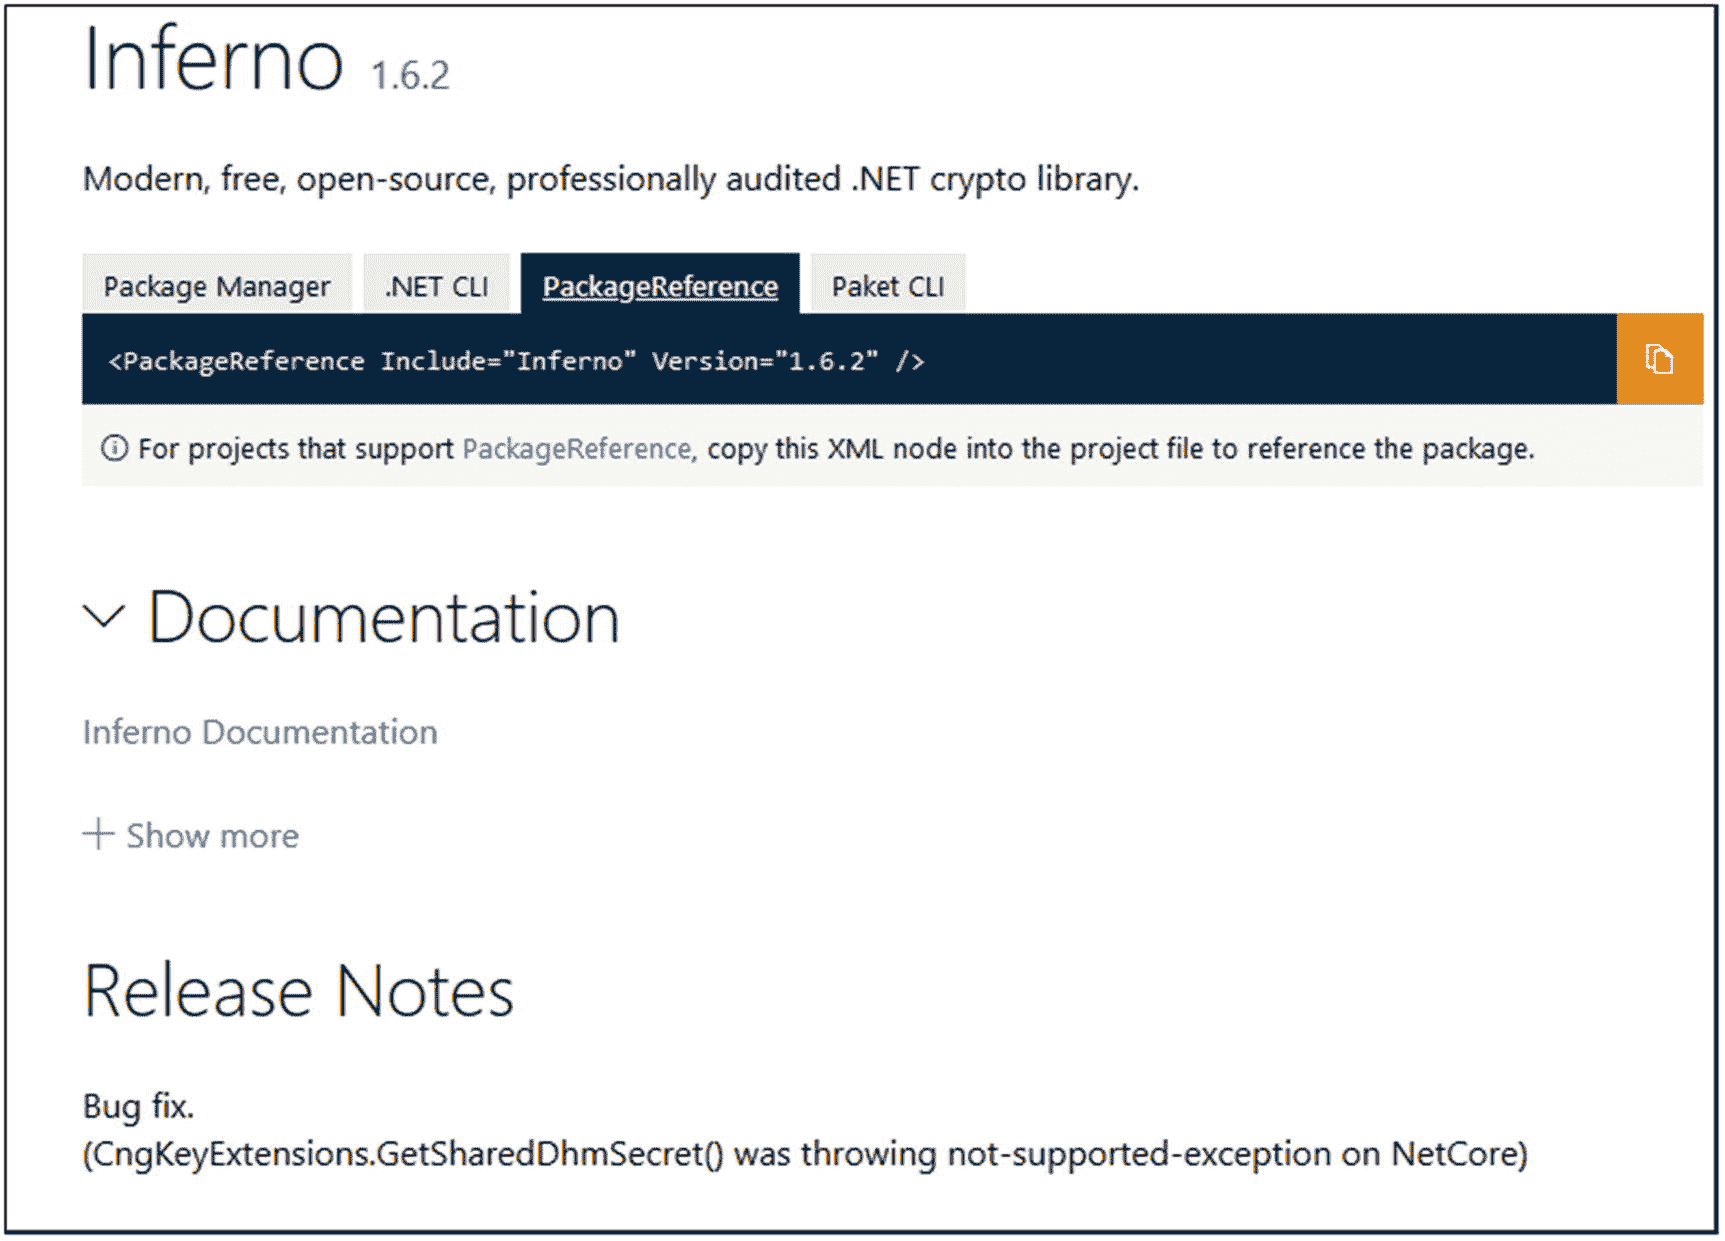 Inferno 1.6.2
Modern, free, open-source, professionally audited .NET crypto library.
Package Manager .NET CLI PackageReference Paket CLI
<PackageReference Include="Inferno" Version="1.6.2" />
For projects that support PackageReference, copy this XML node into the project file to reference the package.
Documentation
Inferno Documentation
Show more
Release Notes
Bug fix.
(CngKeyExtensions.GetSharedDhmSecret() was throwing not-supported-exception on NetCore)